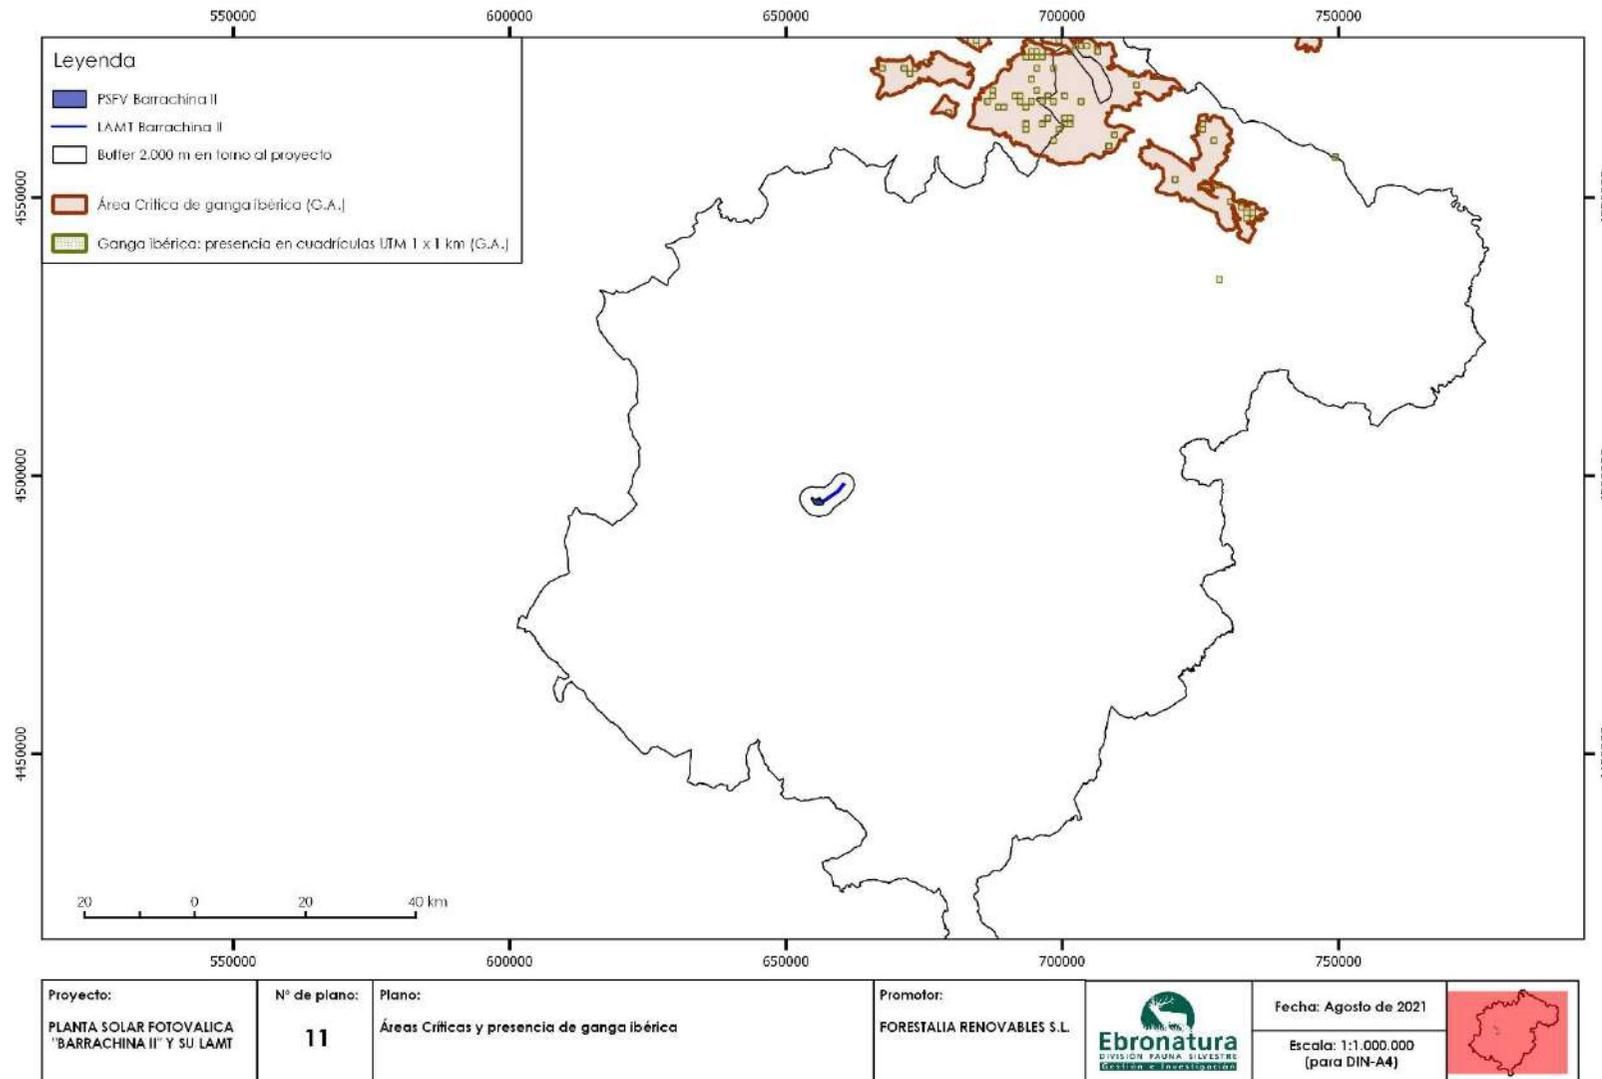 550000
600000
650000
700000
750000
Leyenda
PSFV Barrachina II
LAMT Barrachina II
Buffer 2.000 m en torno al proyecto
Área Crítica de ganga ibérica (G.A.)
Ganga ibérica: presencia en cuadrículas UTM 1 x 1 km (G.A.)
4550000
4500000
4450000
20
0
20
40 km
550000
600000
650000
700000
750000
Proyecto:
PLANTA SOLAR FOTOVALICA
"BARRACHINA II" Y SU LAMT
Nº de plano:
11
Plano:
Áreas Críticas y presencia de ganga ibérica
Promotor:
FORESTALIA RENOVABLES S.L.
Ebronatura
DIVISIÓN FAUNA SILVESTRE
Gestión e Investigación
Fecha: Agosto de 2021
Escala: 1:1.000.000
(para DIN-A4)